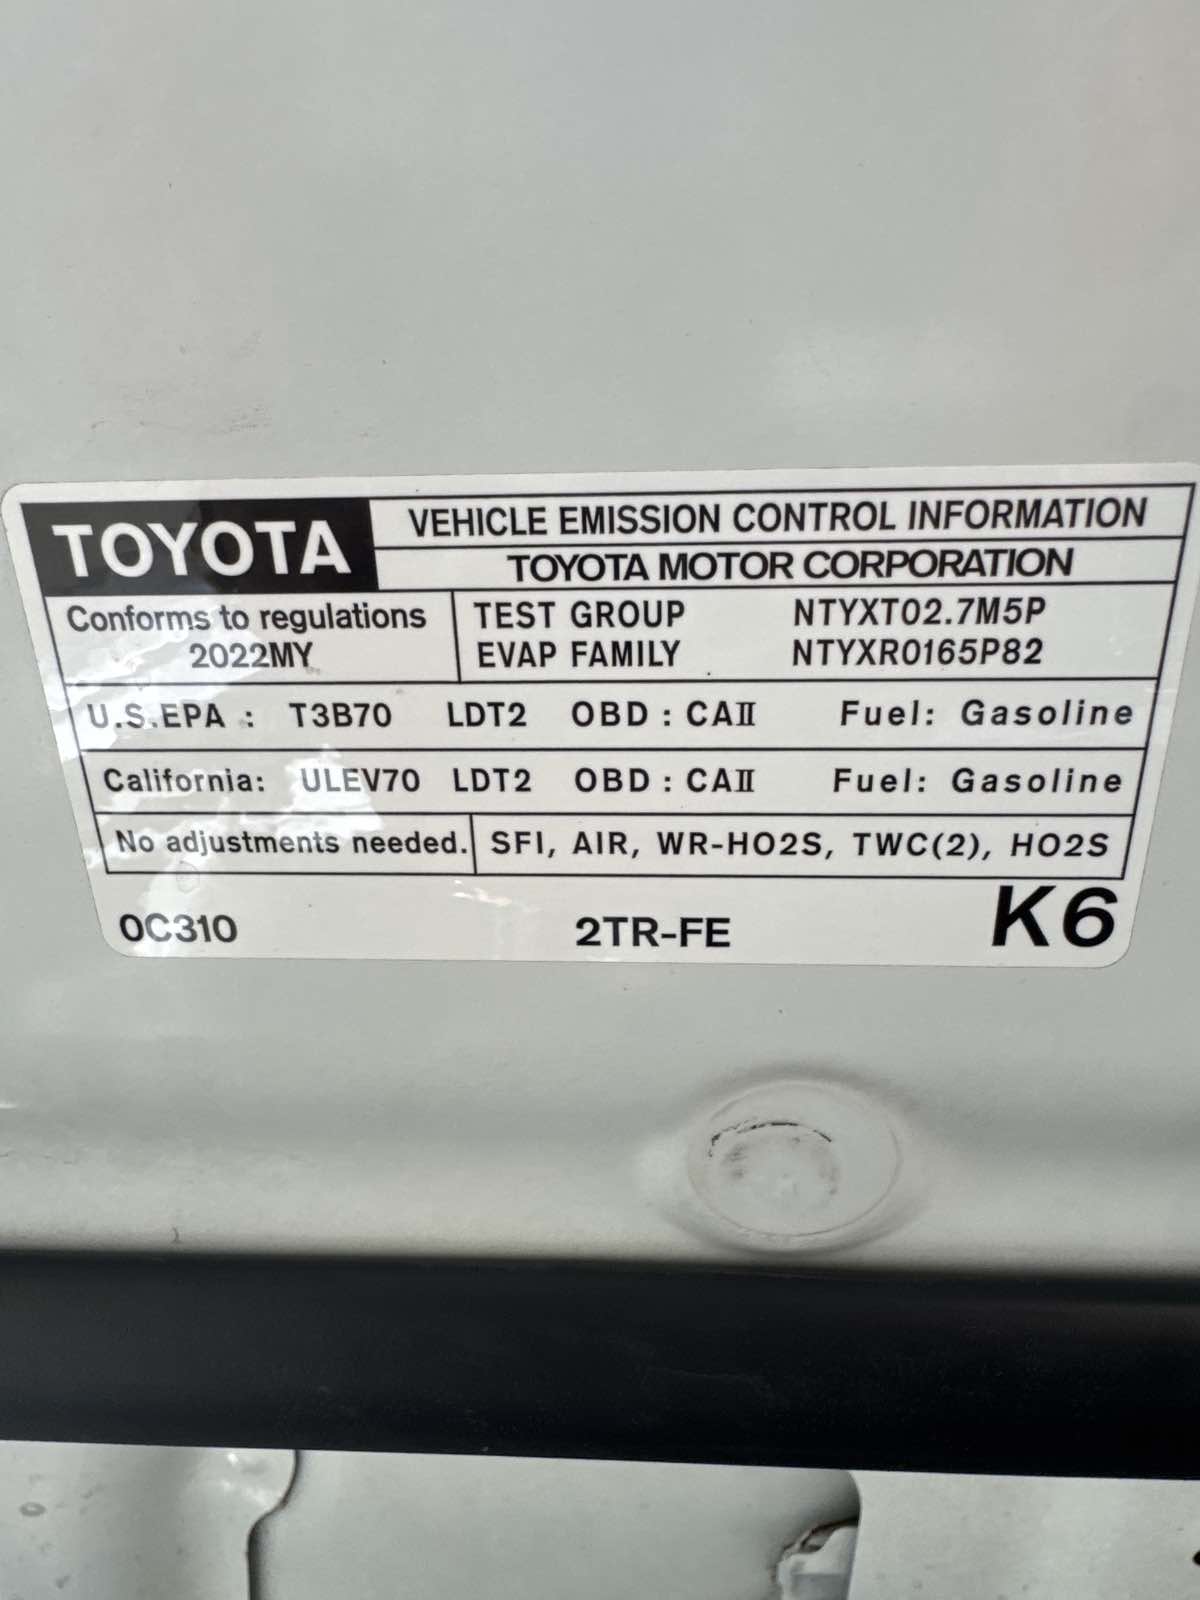 TOYOTA
VEHICLE EMISSION CONTROL INFORMATION
TOYOTA MOTOR CORPORATION
Conforms to regulations
2022MY
TEST GROUP NTYXT02.7M5P
EVAP FAMILY NTYXR0165P82
U.S.EPA : T3B70 LDT2 OBD : CAⅡ Fuel: Gasoline
California: ULEV70 LDT2 OBD : CAⅡ Fuel: Gasoline
No adjustments needed. SFI, AIR, WR-HO2S, TWC(2), HO2S
0C310 2TR-FE K6